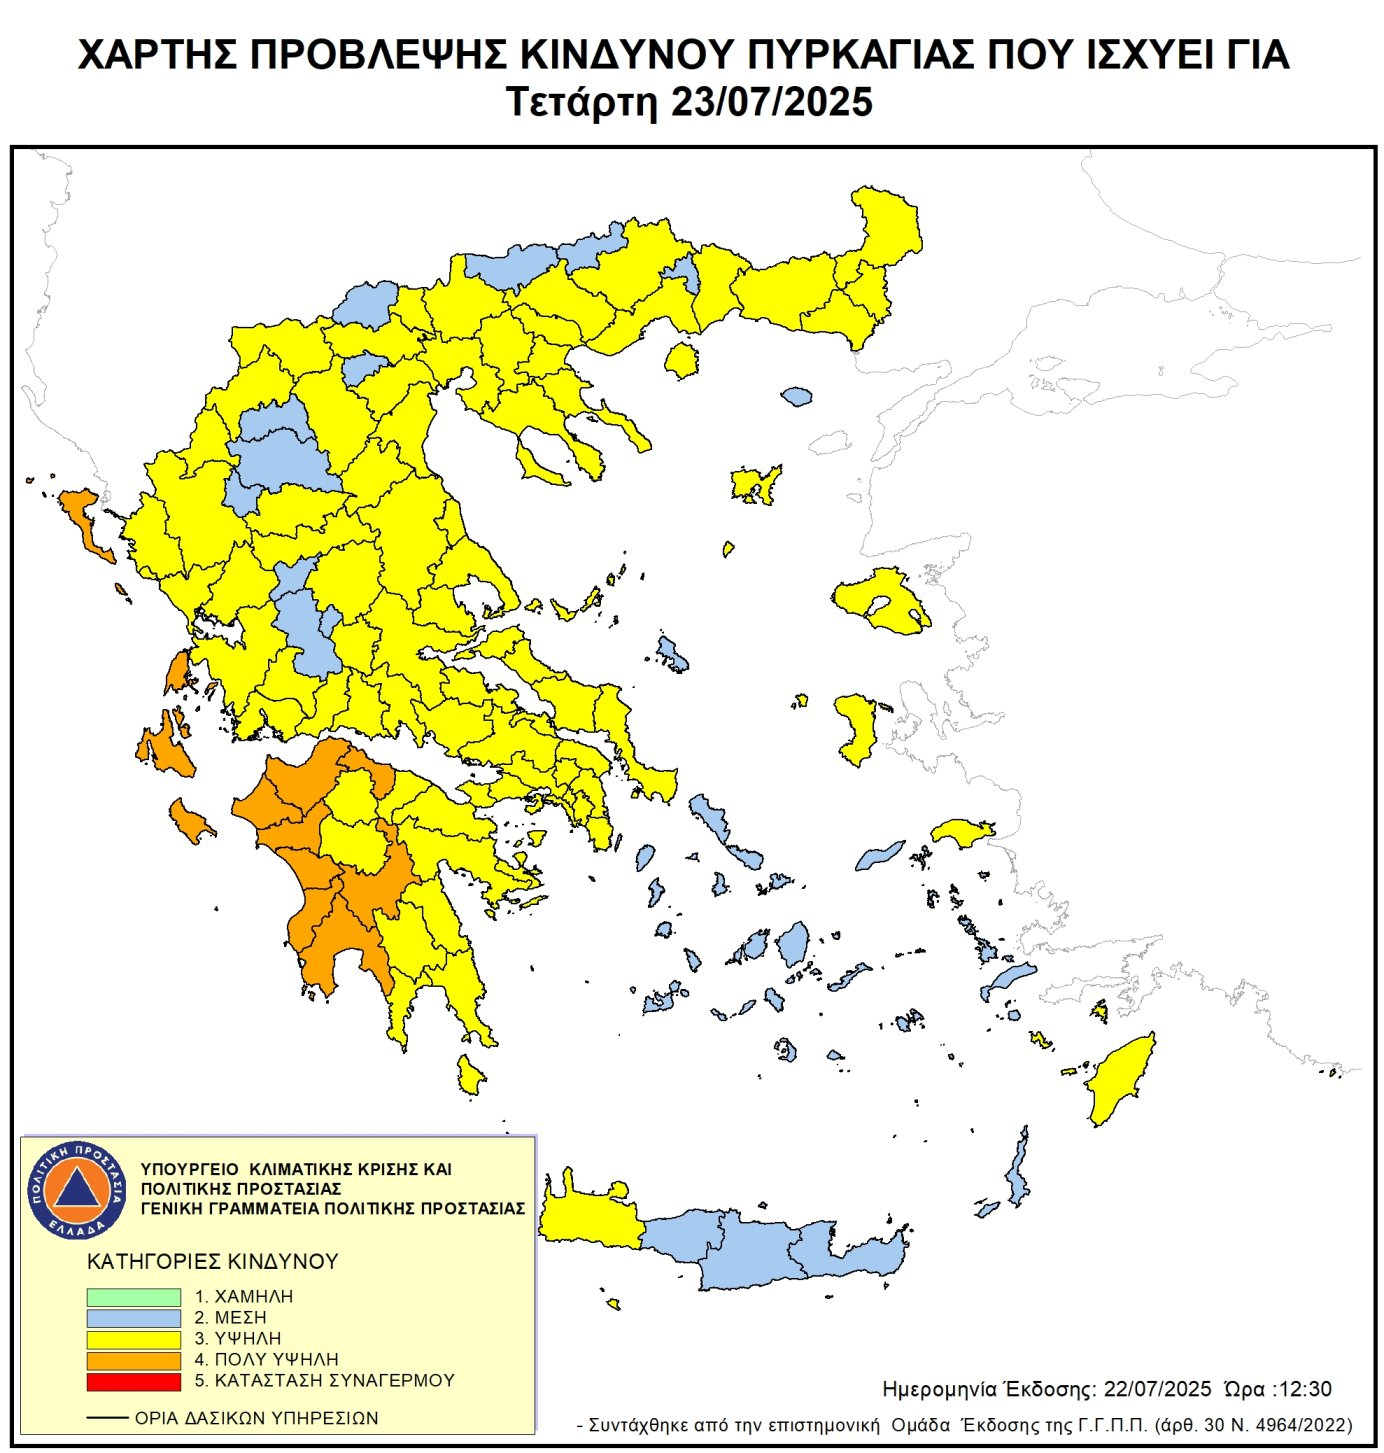 ΧΑΡΤΗΣ ΠΡΟΒΛΕΨΗΣ ΚΙΝΔΥΝΟΥ ΠΥΡΚΑΓΙΑΣ ΠΟΥ ΙΣΧΥΕΙ ΓΙΑ
Τετάρτη 23/07/2025
ΠΟΛΙΤΙΚΗ ΠΡΟΣΤΑΣΙΑ
ΕΛΛΑΔΑ
ΥΠΟΥΡΓΕΙΟ ΚΛΙΜΑΤΙΚΗΣ ΚΡΙΣΗΣ ΚΑΙ
ΠΟΛΙΤΙΚΗΣ ΠΡΟΣΤΑΣΙΑΣ
ΓΕΝΙΚΗ ΓΡΑΜΜΑΤΕΙΑ ΠΟΛΙΤΙΚΗΣ ΠΡΟΣΤΑΣΙΑΣ
ΚΑΤΗΓΟΡΙΕΣ ΚΙΝΔΥΝΟΥ
1. ΧΑΜΗΛΗ
2. ΜΕΣΗ
3. ΥΨΗΛΗ
4. ΠΟΛΥ ΥΨΗΛΗ
5. ΚΑΤΑΣΤΑΣΗ ΣΥΝΑΓΕΡΜΟΥ
ΟΡΙΑ ΔΑΣΙΚΩΝ ΥΠΗΡΕΣΙΩΝ
Ημερομηνία Έκδοσης: 22/07/2025 Ώρα :12:30
- Συντάχθηκε από την επιστημονική Ομάδα Έκδοσης της Γ.Γ.Π.Π. (άρθ. 30 Ν. 4964/2022)